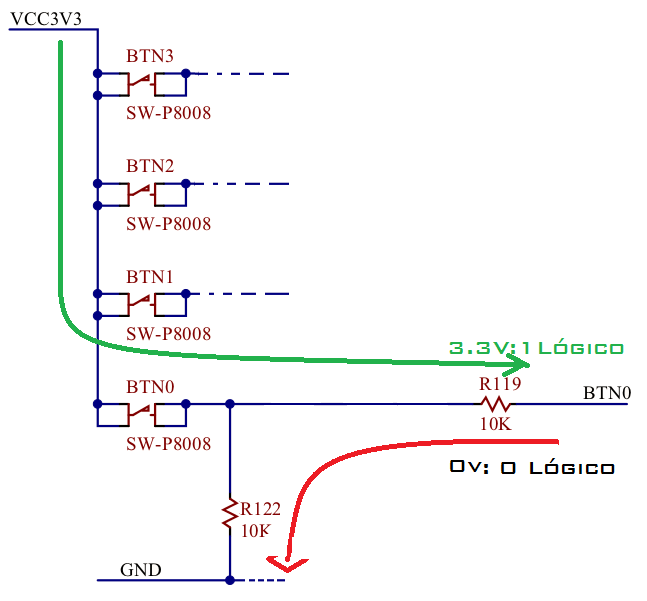 VCC3V3
BTN3
SW-P8008
BTN2
SW-P8008
BTN1
SW-P8008
3.3V:1 LÓGICO
BTN0
R119
BTN0
10K
SW-P8008
0V: 0 LÓGICO
R122
10K
GND